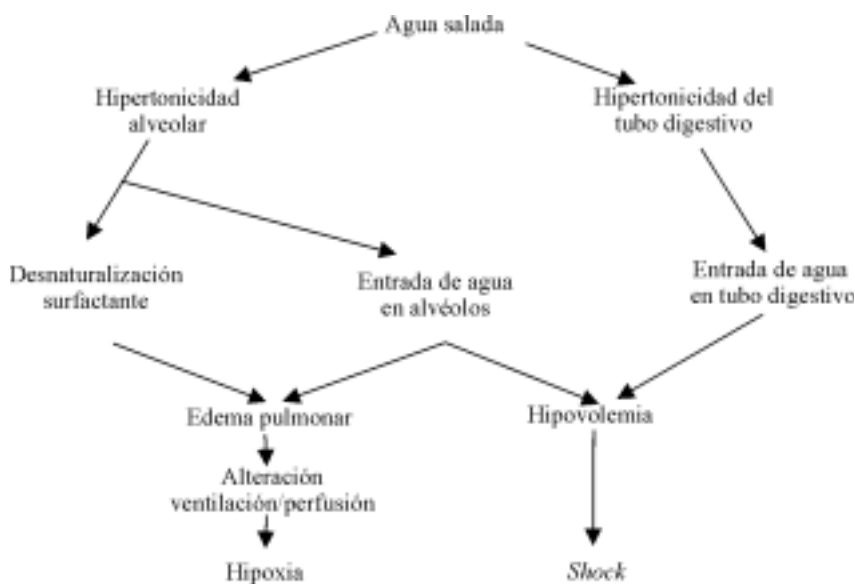 Agua salada
Hipertonicidad
alveolar
Hipertonicidad del
tubo digestivo
Desnaturalización
surfactante
Entrada de agua
en alvéolos
Entrada de agua
en tubo digestivo
Edema pulmonar
Hipovolemia
Alteración
ventilación/perfusión
Hipoxia
Shock